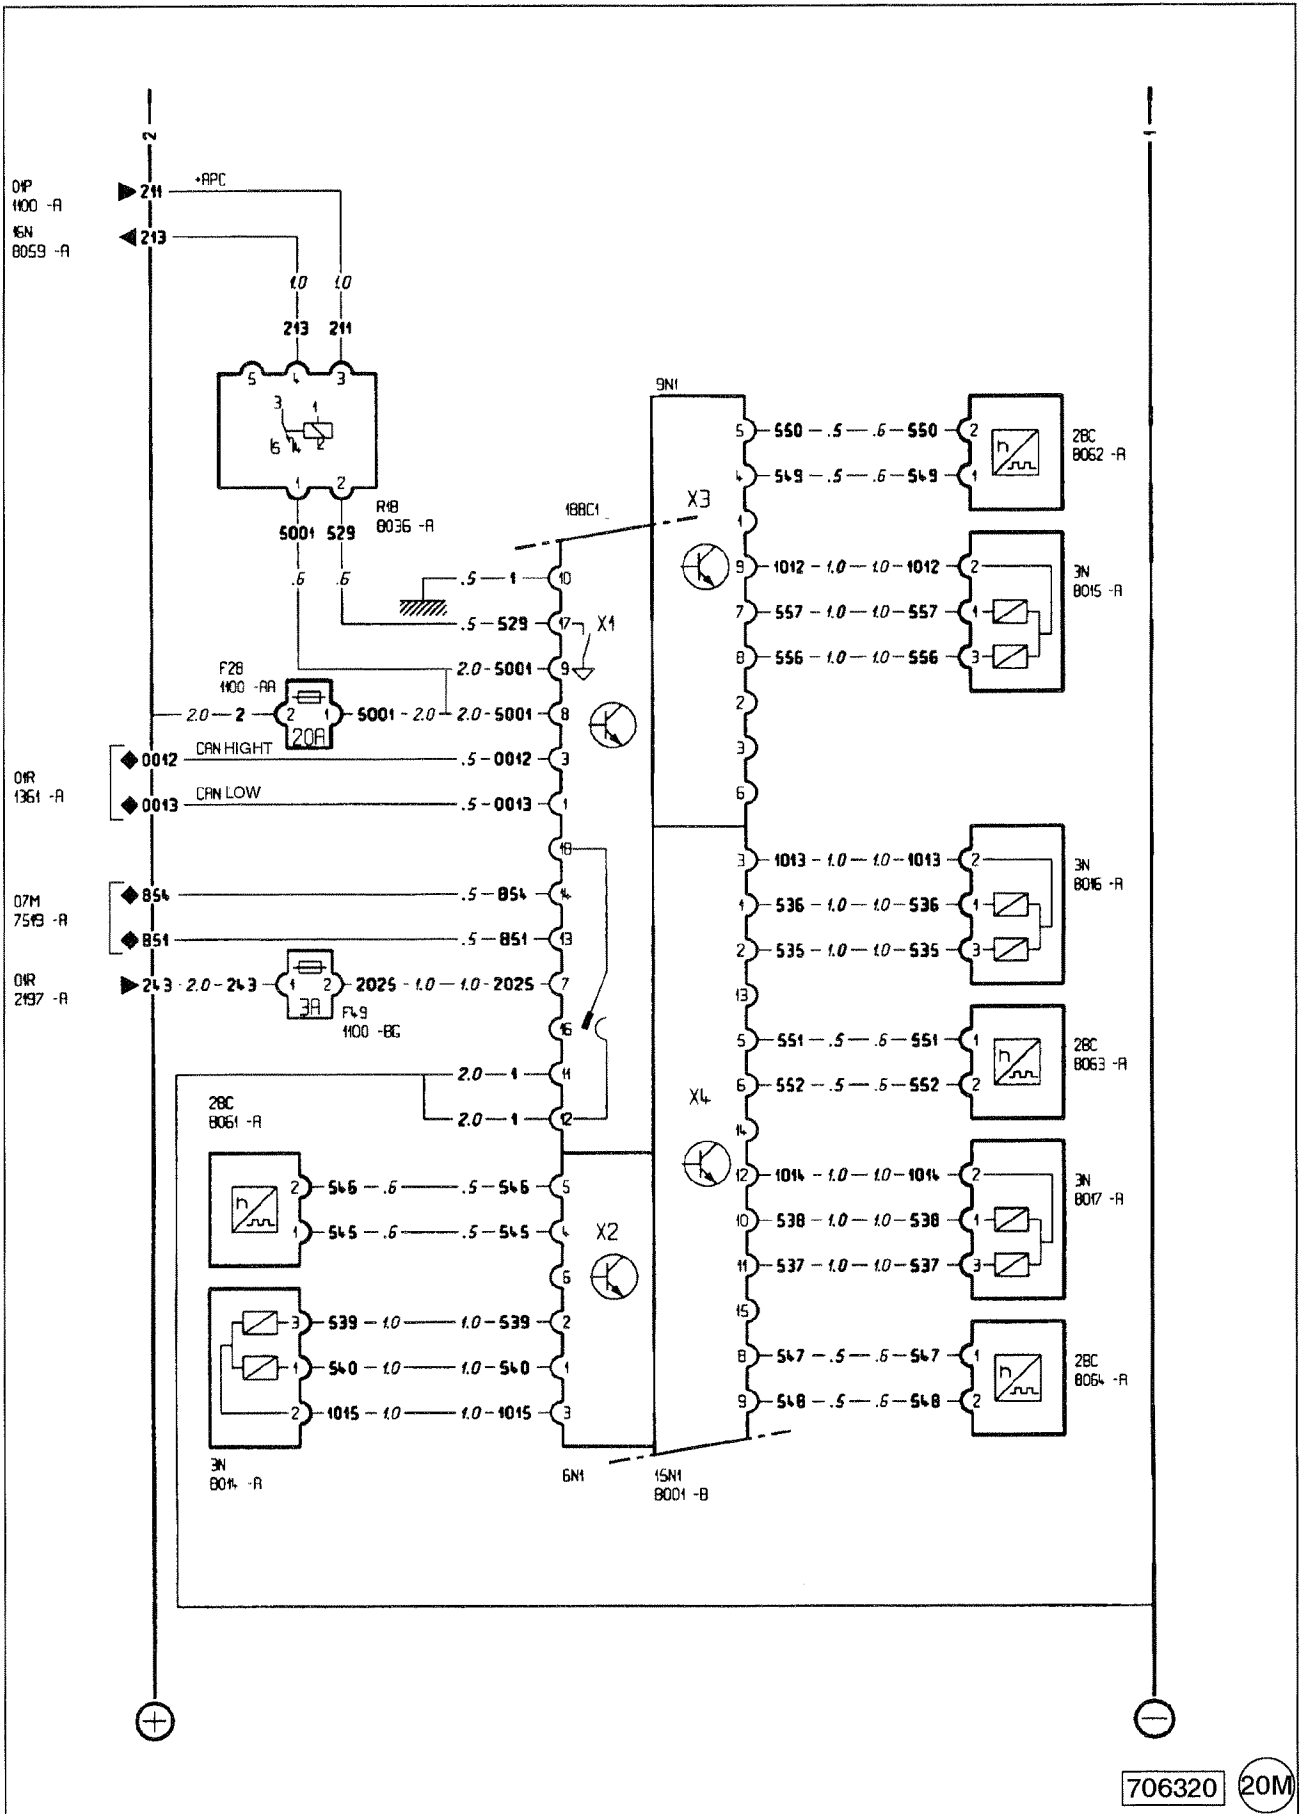 2
1
01P
1100 -A
211
+APC
16N
8059 -A
213
1.0 1.0
213 211
5 4 3
3 1
5 4 2
1 2
R18
8036 -A
5001 529
.6 .6
9N1
18BC1
X3
5 550 - .5 - .6 - 550 2
4 549 - .5 - .6 - 549 1
2BC
8062 -A
1
9 1012 - 1.0 - 1.0 - 1012 2
7 557 - 1.0 - 1.0 - 557 1
8 556 - 1.0 - 1.0 - 556 3
3N
8015 -A
2
3
6
.5 - 1 10
.5 - 529 17
X1
2.0 - 5001 9
F28
1100 -AA
2.0 - 2 2 1 5001 - 2.0 - 2.0 - 5001 8
20A
01R
1361 -A
0012 CAN HIGHT .5 - 0012 3
0013 CAN LOW .5 - 0013 1
18
07M
7519 -A
854 .5 - 854 14
851 .5 - 851 13
01R
2197 -A
243 - 2.0 - 243 1 2 2025 - 1.0 - 1.0 - 2025 7
3A
F49
1100 -BG
16
2.0 - 1 11
2.0 - 1 12
3 1013 - 1.0 - 1.0 - 1013 2
1 536 - 1.0 - 1.0 - 536 1
2 535 - 1.0 - 1.0 - 535 3
3N
8016 -A
13
5 551 - .5 - .6 - 551 1
6 552 - .5 - .6 - 552 2
2BC
8063 -A
X4
14
12 1014 - 1.0 - 1.0 - 1014 2
10 538 - 1.0 - 1.0 - 538 1
11 537 - 1.0 - 1.0 - 537 3
3N
8017 -A
15
8 547 - .5 - .6 - 547 1
9 548 - .5 - .6 - 548 2
2BC
8064 -A
2BC
8061 -A
n
2 546 - .6 .5 - 546 5
1 545 - .6 .5 - 545 4
X2
6
3 539 - 1.0 1.0 - 539 2
1 540 - 1.0 1.0 - 540 1
2 1015 - 1.0 1.0 - 1015 3
3N
8014 -A
6N1
15N1
8001 -B
n
n
n
+
−
706320
20M